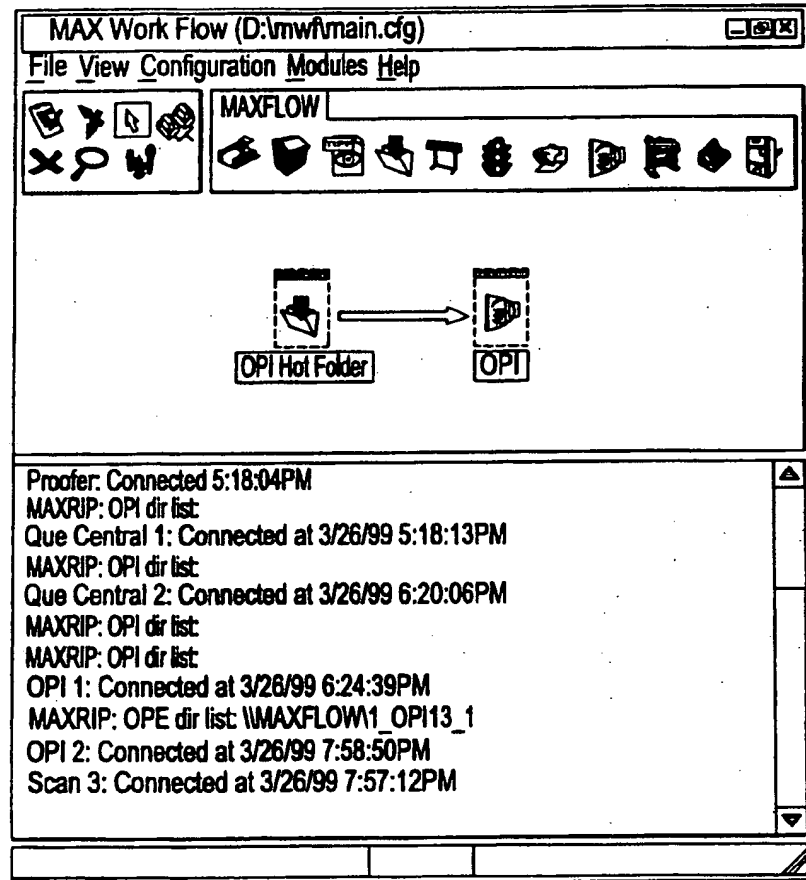 MAX Work Flow (D:\mwf\main.cfg)
File View Configuration Modules Help
MAXFLOW
OPI Hot Folder
OPI
Proofer: Connected 5:18:04PM
MAXRIP: OPI dir list:
Que Central 1: Connected at 3/26/99 5:18:13PM
MAXRIP: OPI dir list:
Que Central 2: Connected at 3/26/99 6:20:06PM
MAXRIP: OPI dir list:
MAXRIP: OPI dir list:
OPI 1: Connected at 3/26/99 6:24:39PM
MAXRIP: OPE dir list: \\MAXFLOW\1_OPI13_1
OPI 2: Connected at 3/26/99 7:58:50PM
Scan 3: Connected at 3/26/99 7:57:12PM